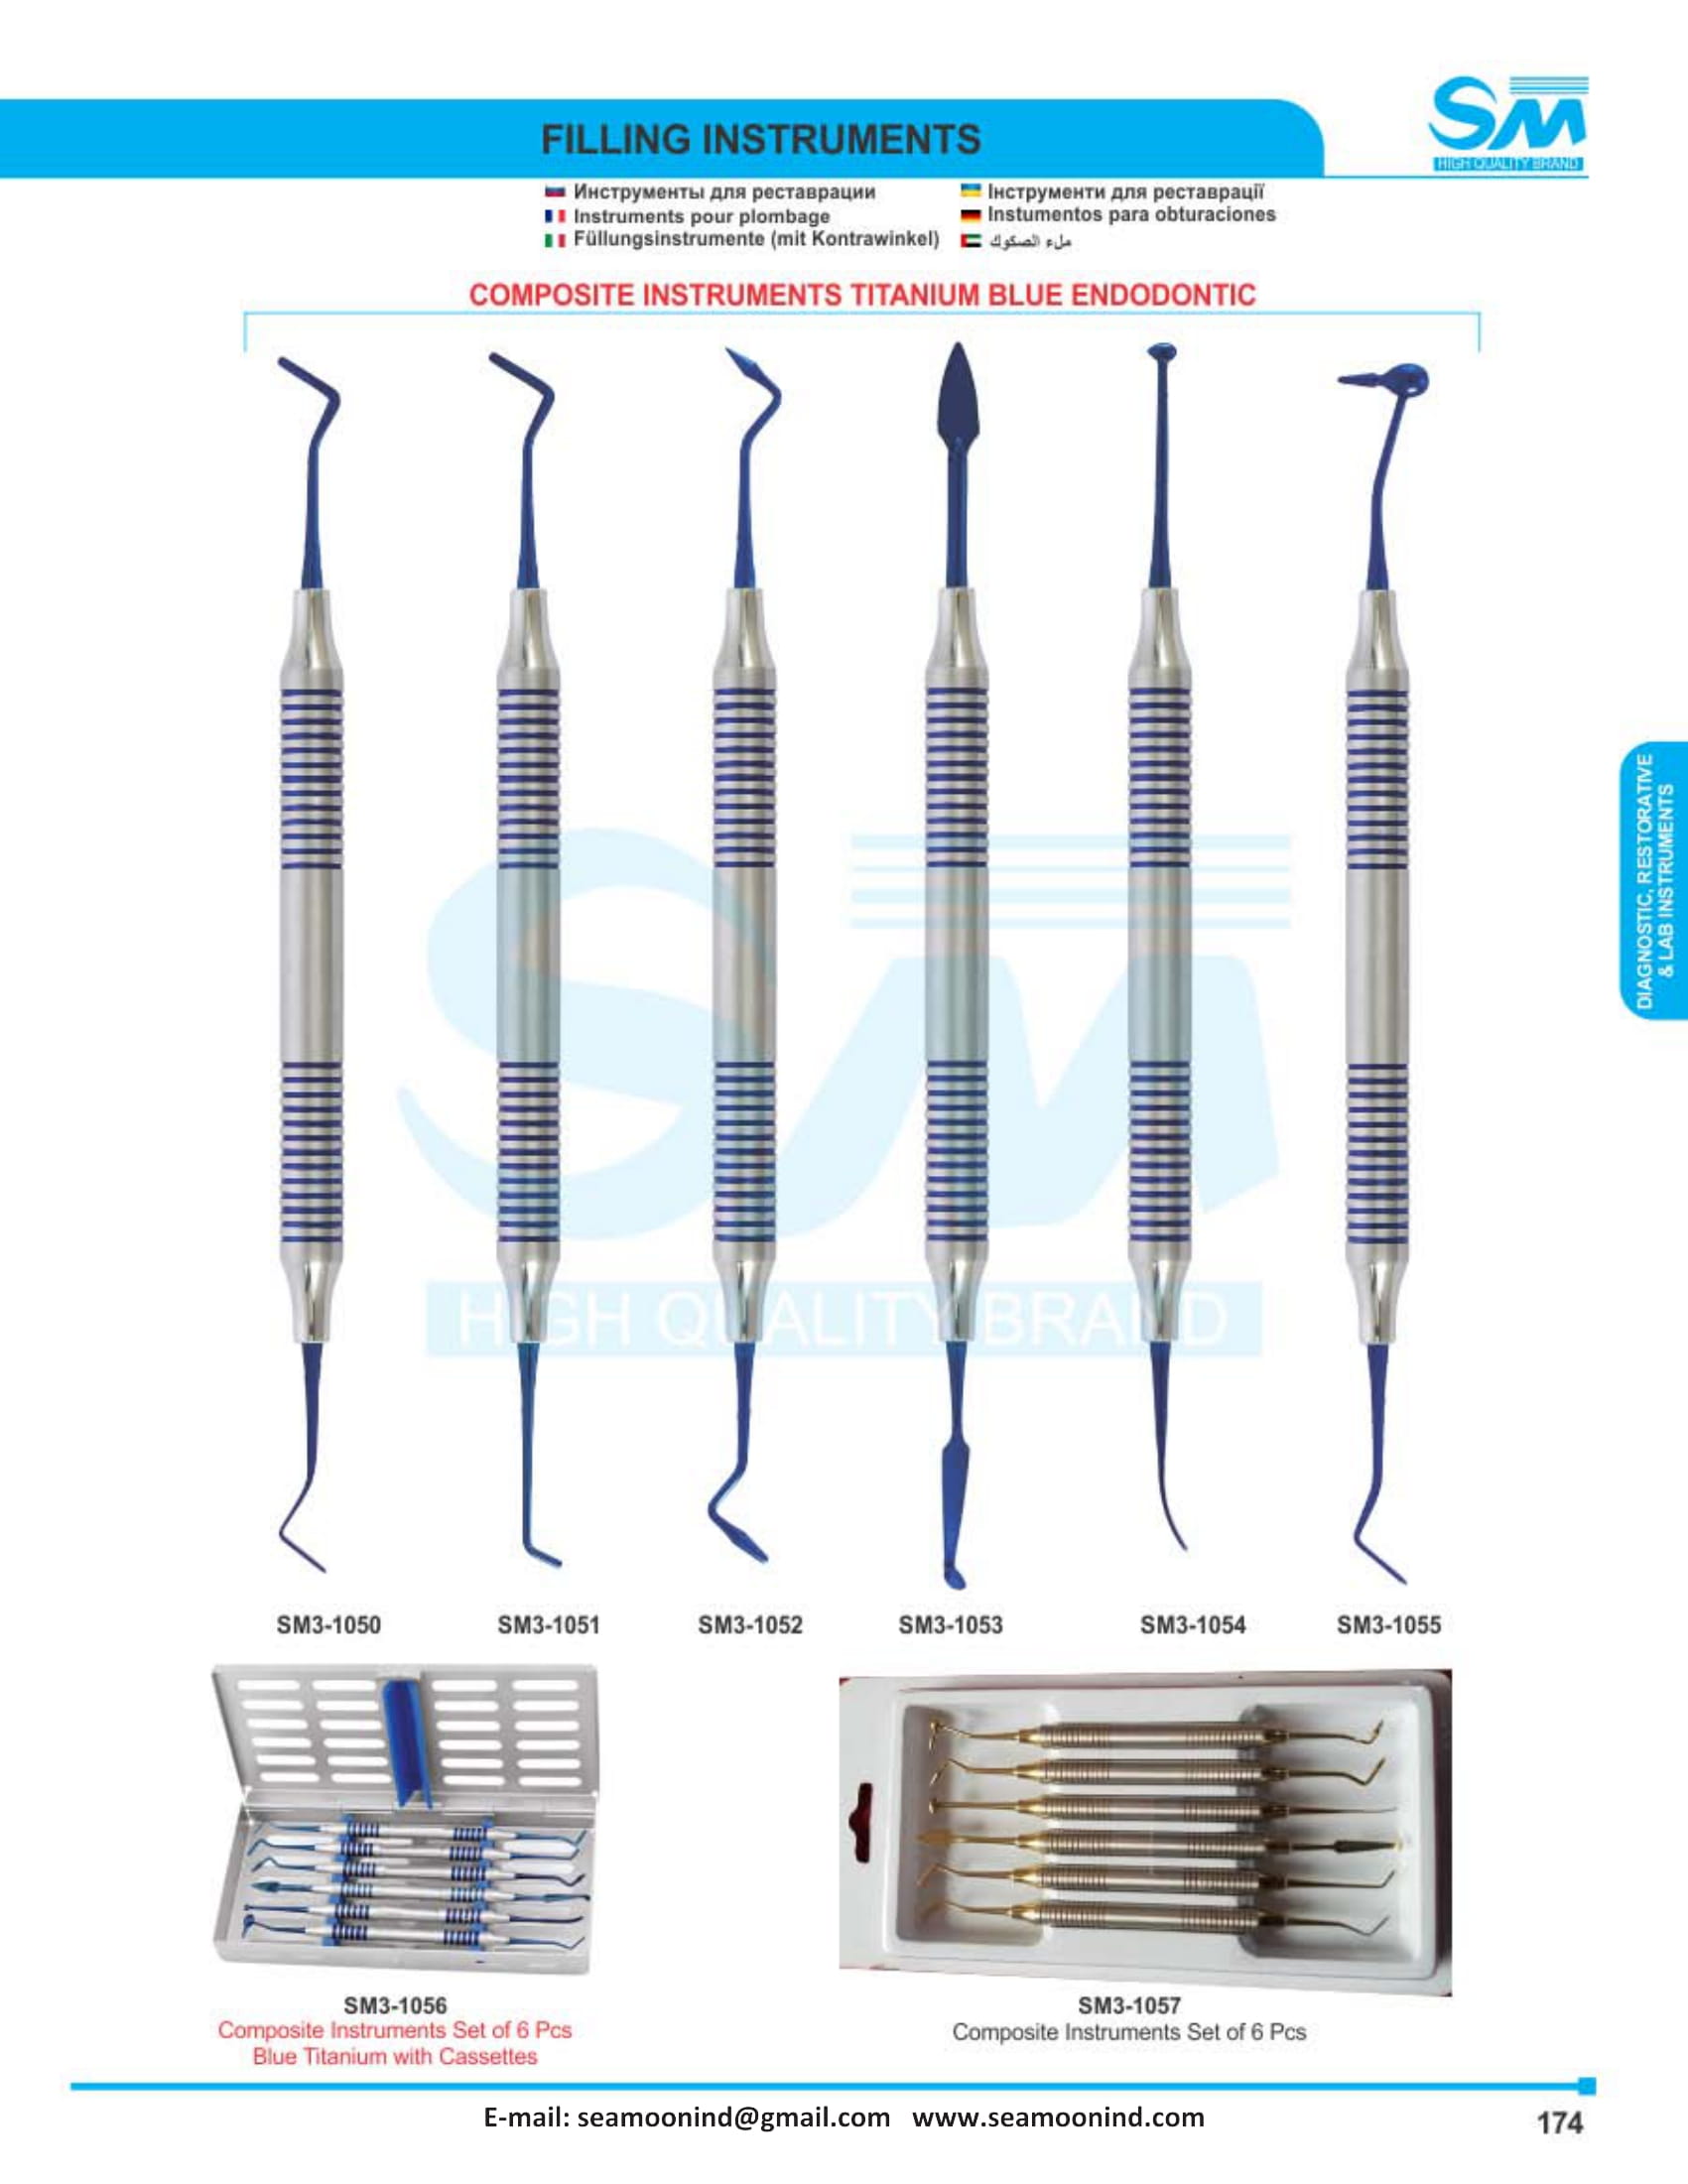 SM
HIGH QUALITY BRAND
FILLING INSTRUMENTS
Инструменты для реставрации
Інструменти для реставрації
Instruments pour plombage
Instumentos para obturaciones
Füllungsinstrumente (mit Kontrawinkel)
ملء الصكوك
COMPOSITE INSTRUMENTS TITANIUM BLUE ENDODONTIC
DIAGNOSTIC, RESTORATIVE
& LAB INSTRUMENTS
SM
HIGH QUALITY BRAND
SM3-1050
SM3-1051
SM3-1052
SM3-1053
SM3-1054
SM3-1055
SM3-1056
Composite Instruments Set of 6 Pcs
Blue Titanium with Cassettes
SM3-1057
Composite Instruments Set of 6 Pcs
E-mail: seamoonind@gmail.com www.seamoonind.com
174